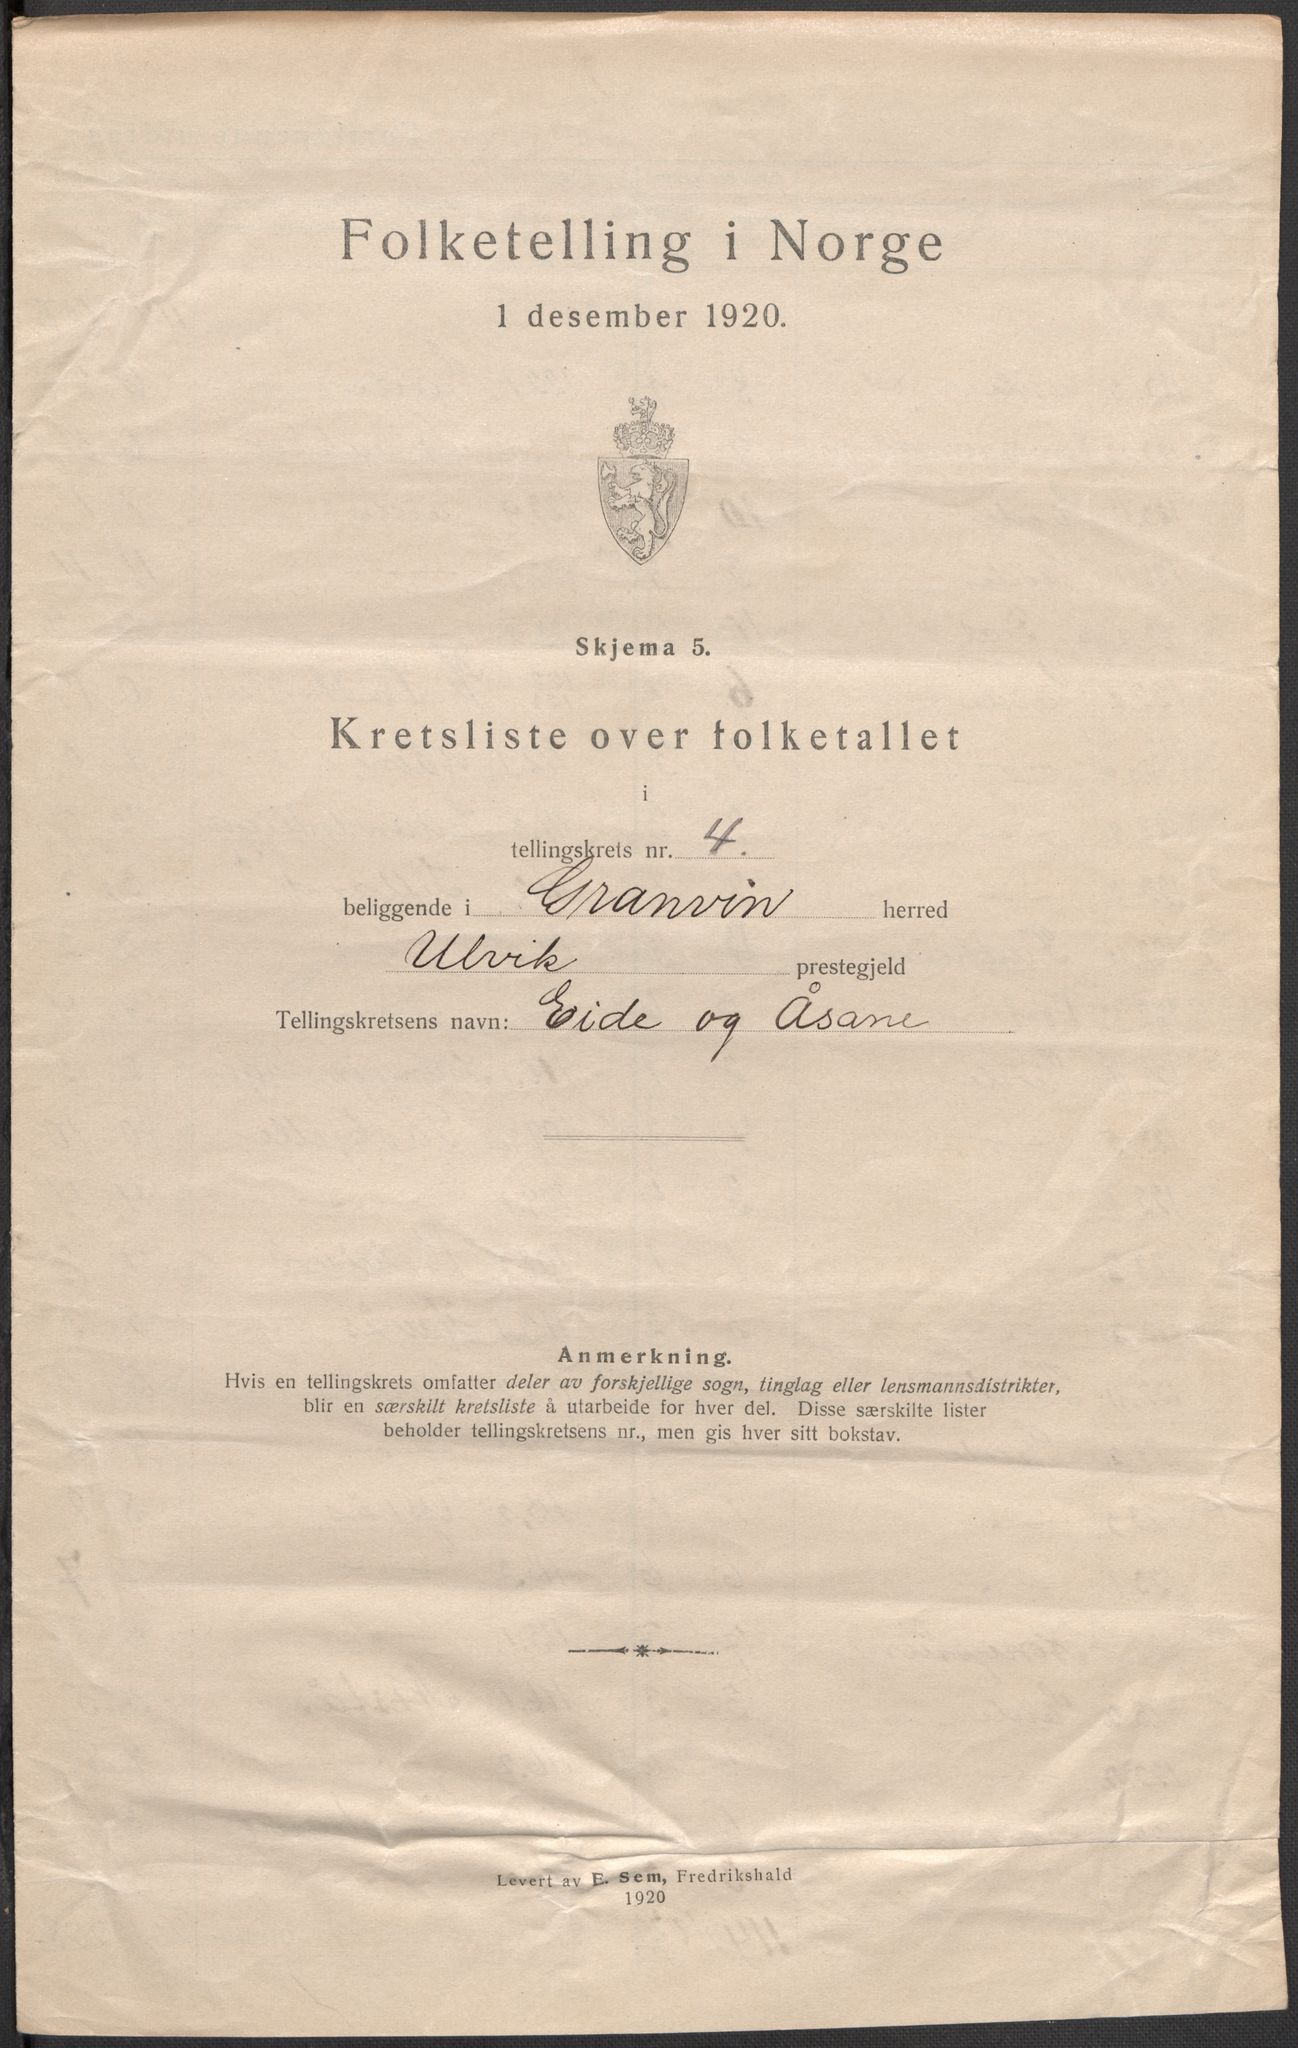 Folketelling i Norge
1 desember 1920.
Skjema 5.
Kretsliste over folketallet
i
tellingskrets nr. 4.
beliggende i Granvin herred
Ulvik prestegjeld
Tellingskretsens navn: Eide og Åsane
Anmerkning.
Hvis en tellingskrets omfatter deler av forskjellige sogn, tinglag eller lensmannsdistrikter,
blir en særskilt kretsliste å utarbeide for hver del. Disse særskilte lister
beholder tellingskretsens nr., men gis hver sitt bokstav.
Levert av E. Sem, Fredrikshald
1920